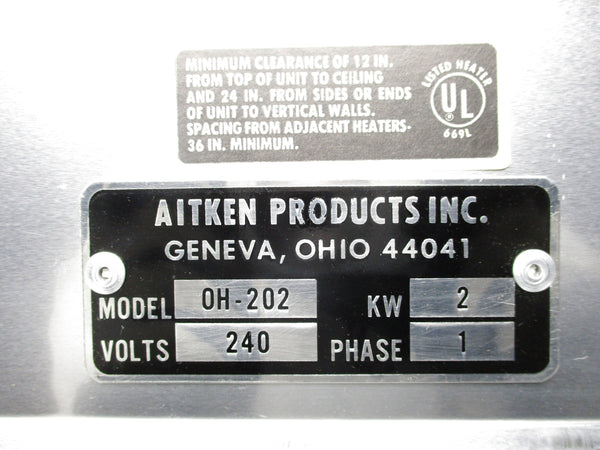 MINIMUM CLEARANCE OF 12 IN.
FROM TOP OF UNIT TO CEILING
AND 24 IN. FROM SIDES OR ENDS
OF UNIT TO VERTICAL WALLS.
SPACING FROM ADJACENT HEATERS-
36 IN. MINIMUM.
LISTED HEATER
UL®
669L
AITKEN PRODUCTS INC.
GENEVA, OHIO 44041
MODEL OH-202 KW 2
VOLTS 240 PHASE 1